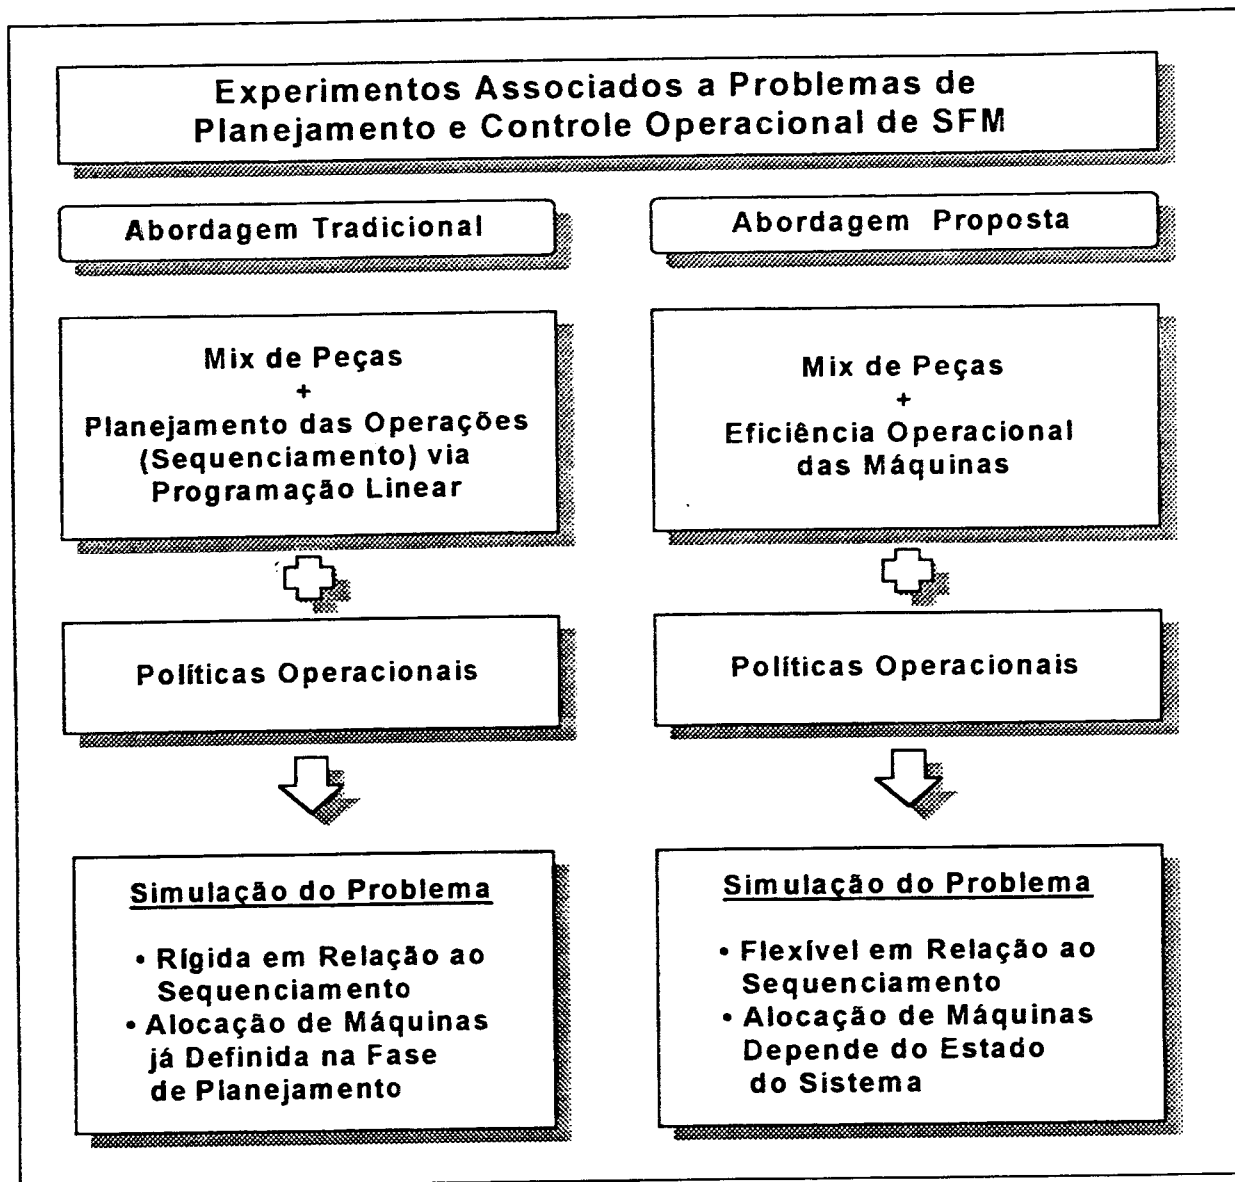 Experimentos Associados a Problemas de
Planejamento e Controle Operacional de SFM
Abordagem Tradicional
Mix de Peças
+
Planejamento das Operações
(Sequenciamento) via
Programação Linear
Políticas Operacionais
Simulação do Problema
• Rígida em Relação ao
Sequenciamento
• Alocação de Máquinas
já Definida na Fase
de Planejamento
Abordagem Proposta
Mix de Peças
+
Eficiência Operacional
das Máquinas
Políticas Operacionais
Simulação do Problema
• Flexível em Relação ao
Sequenciamento
• Alocação de Máquinas
Depende do Estado
do Sistema